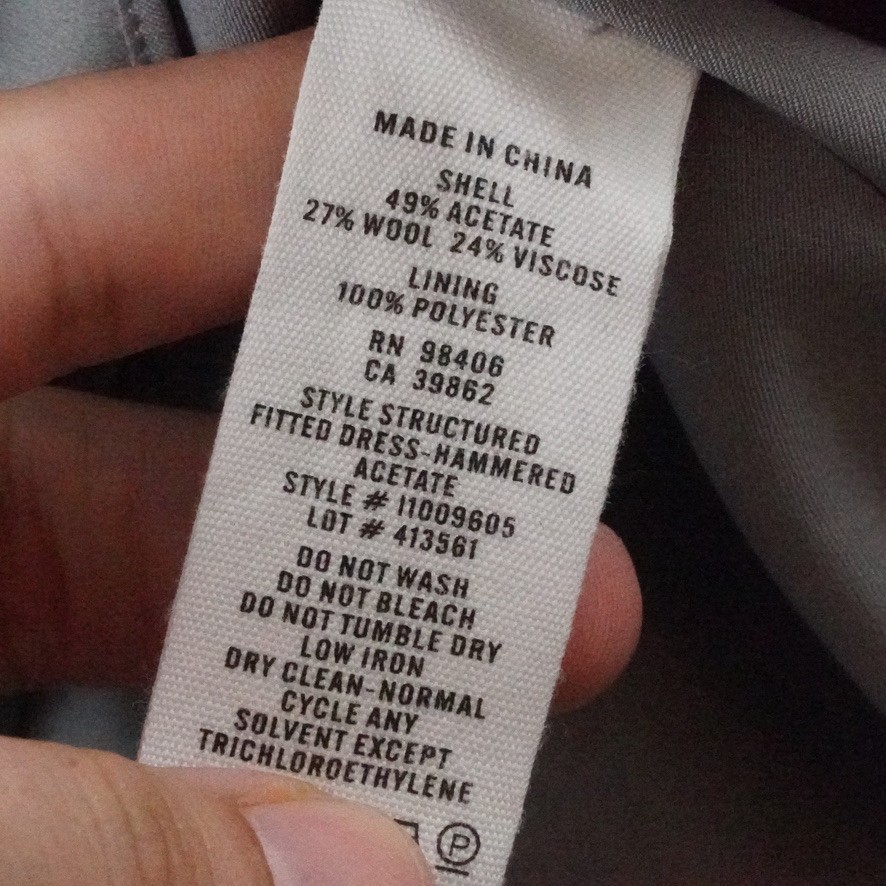 MADE IN CHINA
SHELL
49% ACETATE
27% WOOL 24% VISCOSE
LINING
100% POLYESTER
RN 98406
CA 39862
STYLE STRUCTURED
FITTED DRESS-HAMMERED
ACETATE
STYLE # 11009605
LOT # 413561
DO NOT WASH
DO NOT BLEACH
DO NOT TUMBLE DRY
LOW IRON
DRY CLEAN-NORMAL
CYCLE ANY
SOLVENT EXCEPT
TRICHLOROETHYLENE
P